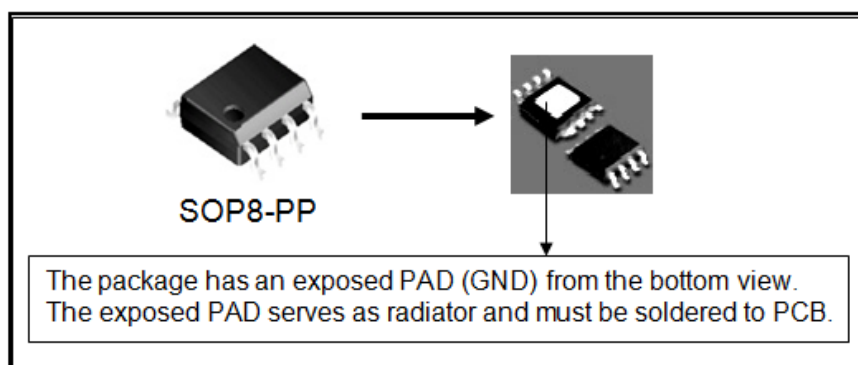 SOP8-PP
The package has an exposed PAD (GND) from the bottom view.
The exposed PAD serves as radiator and must be soldered to PCB.